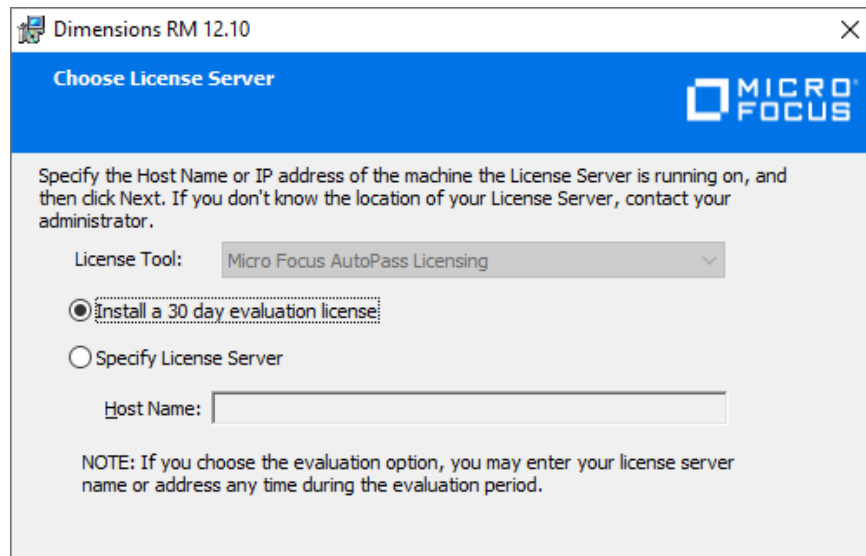 Dimensions RM 12.10
Choose License Server
MICRO
FOCUS
Specify the Host Name or IP address of the machine the License Server is running on, and
then click Next. If you don't know the location of your License Server, contact your
administrator.
License Tool: Micro Focus AutoPass Licensing
Install a 30 day evaluation license
Specify License Server
Host Name:
NOTE: If you choose the evaluation option, you may enter your license server
name or address any time during the evaluation period.